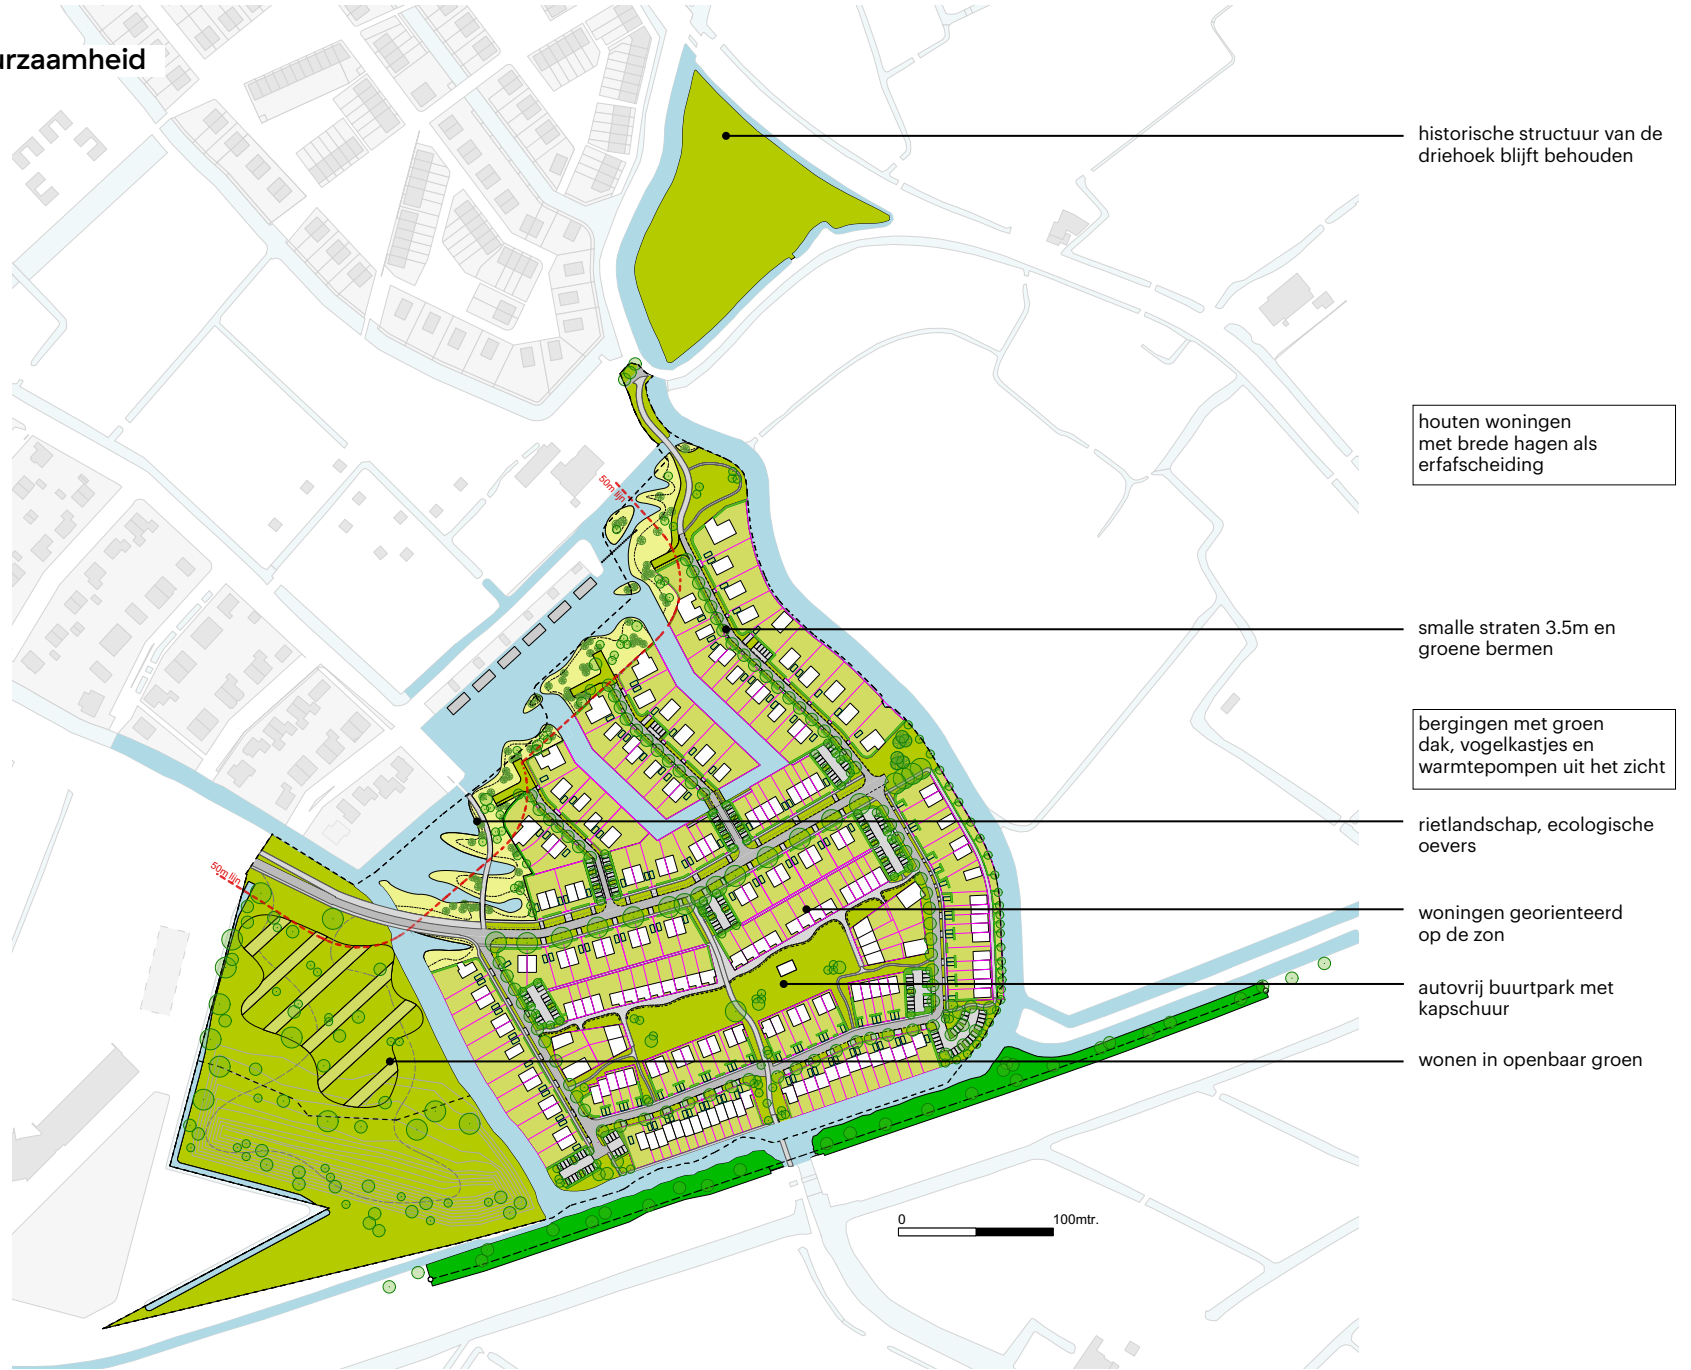 urzaamheid
historische structuur van de
driehoek blijft behouden
houten woningen
met brede hagen als
erfafscheiding
50m lijn
smalle straten 3.5m en
groene bermen
bergingen met groen
dak, vogelkastjes en
warmtepompen uit het zicht
rietlandschap, ecologische
oevers
50m lijn
woningen georienteerd
op de zon
autovrij buurtpark met
kapschuur
wonen in openbaar groen
0 100mtr.